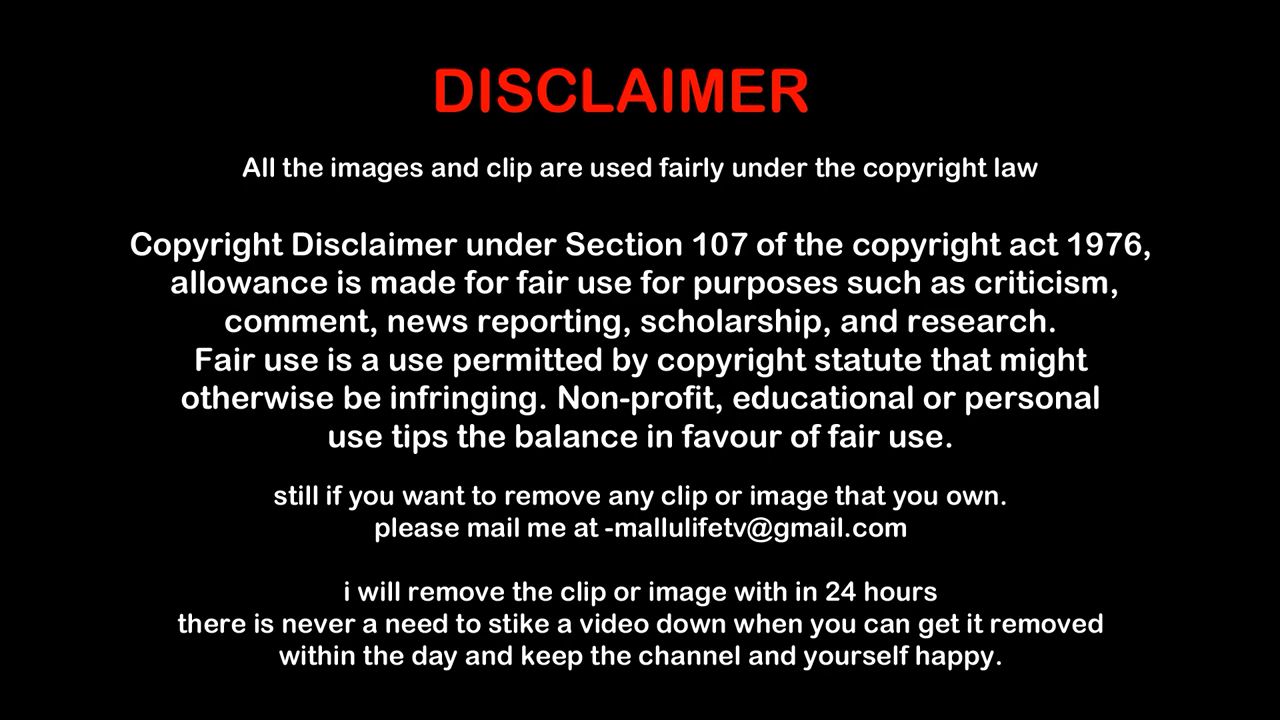 DISCLAIMER
All the images and clip are used fairly under the copyright law
Copyright Disclaimer under Section 107 of the copyright act 1976,
allowance is made for fair use for purposes such as criticism,
comment, news reporting, scholarship, and research.
Fair use is a use permitted by copyright statute that might
otherwise be infringing. Non-profit, educational or personal
use tips the balance in favour of fair use.
still if you want to remove any clip or image that you own.
please mail me at -mallulifetv@gmail.com
i will remove the clip or image with in 24 hours
there is never a need to stike a video down when you can get it removed
within the day and keep the channel and yourself happy.